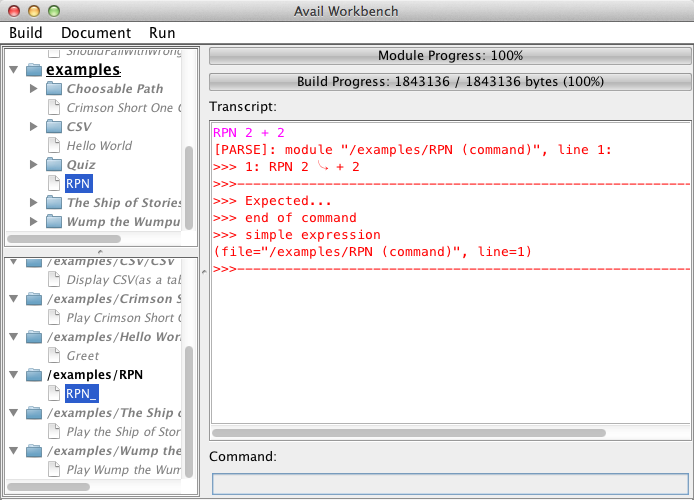 Avail Workbench
Build Document Run
ShouldFailWithWrong
examples
Choosable Path
Crimson Short One
CSV
Hello World
Quiz
RPN
The Ship of Stories
Wump the Wumpu
/examples/CSV/CSV
Display CSV(as a tab
/examples/Crimson S
Play Crimson Short
/examples/Hello Wor
Greet
/examples/RPN
RPN_
/examples/The Ship
Play the Ship of Stor
/examples/Wump the
Play Wump the Wum
Module Progress: 100%
Build Progress: 1843136 / 1843136 bytes (100%)
Transcript:
RPN 2 + 2
[PARSE]: module "/examples/RPN (command)", line 1:
>>> 1: RPN 2 ⤷ + 2
>>>---------------------------------------------------------
>>> Expected...
>>> end of command
>>> simple expression
(file="/examples/RPN (command)", line=1)
>>>---------------------------------------------------------
Command: